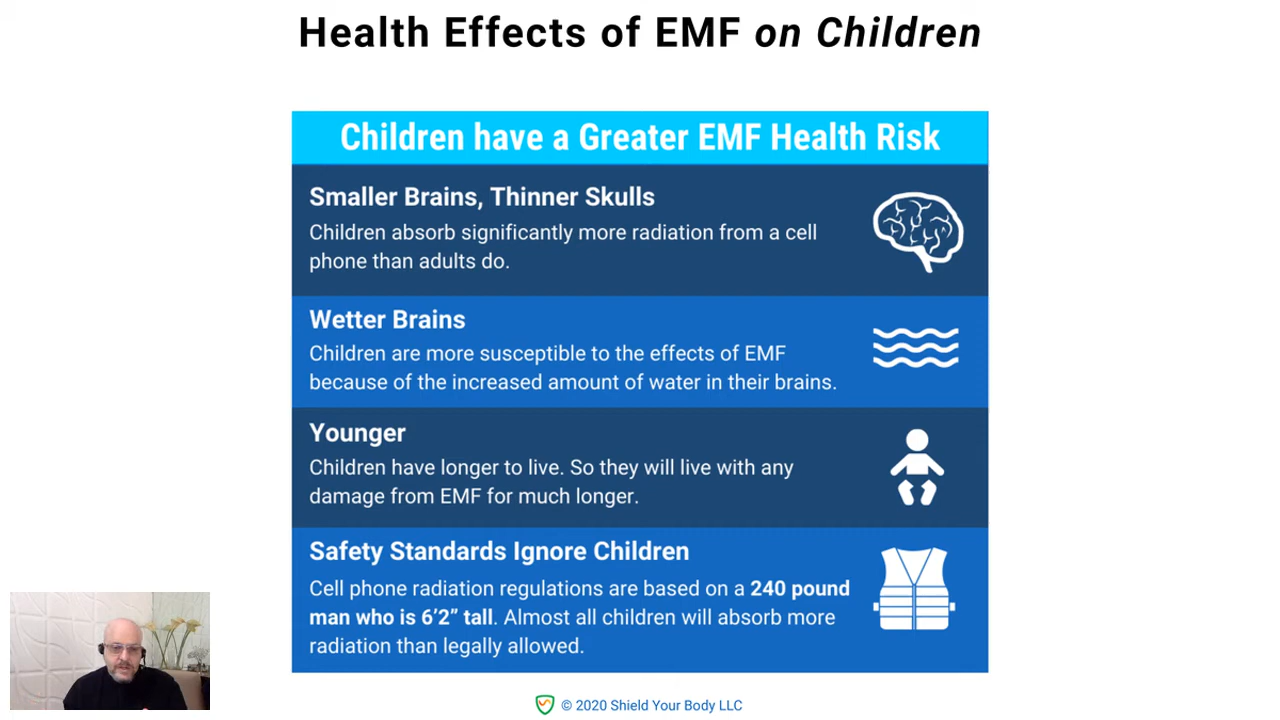 Health Effects of EMF on Children
Children have a Greater EMF Health Risk
Smaller Brains, Thinner Skulls
Children absorb significantly more radiation from a cell
phone than adults do.
Wetter Brains
Children are more susceptible to the effects of EMF
because of the increased amount of water in their brains.
Younger
Children have longer to live. So they will live with any
damage from EMF for much longer.
Safety Standards Ignore Children
Cell phone radiation regulations are based on a 240 pound
man who is 6’2” tall. Almost all children will absorb more
radiation than legally allowed.
© 2020 Shield Your Body LLC